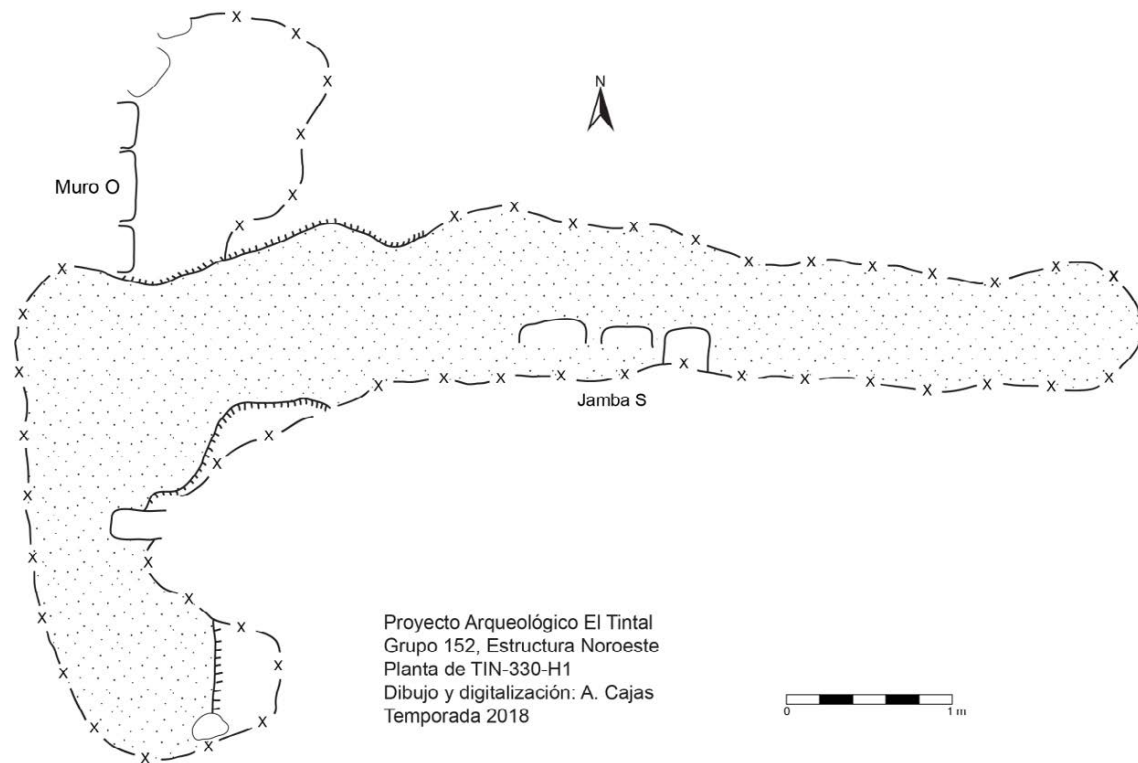 N
Muro O
Jamba S
Proyecto Arqueológico El Tintal
Grupo 152, Estructura Noroeste
Planta de TIN-330-H1
Dibujo y digitalización: A. Cajas
Temporada 2018
0 1 m